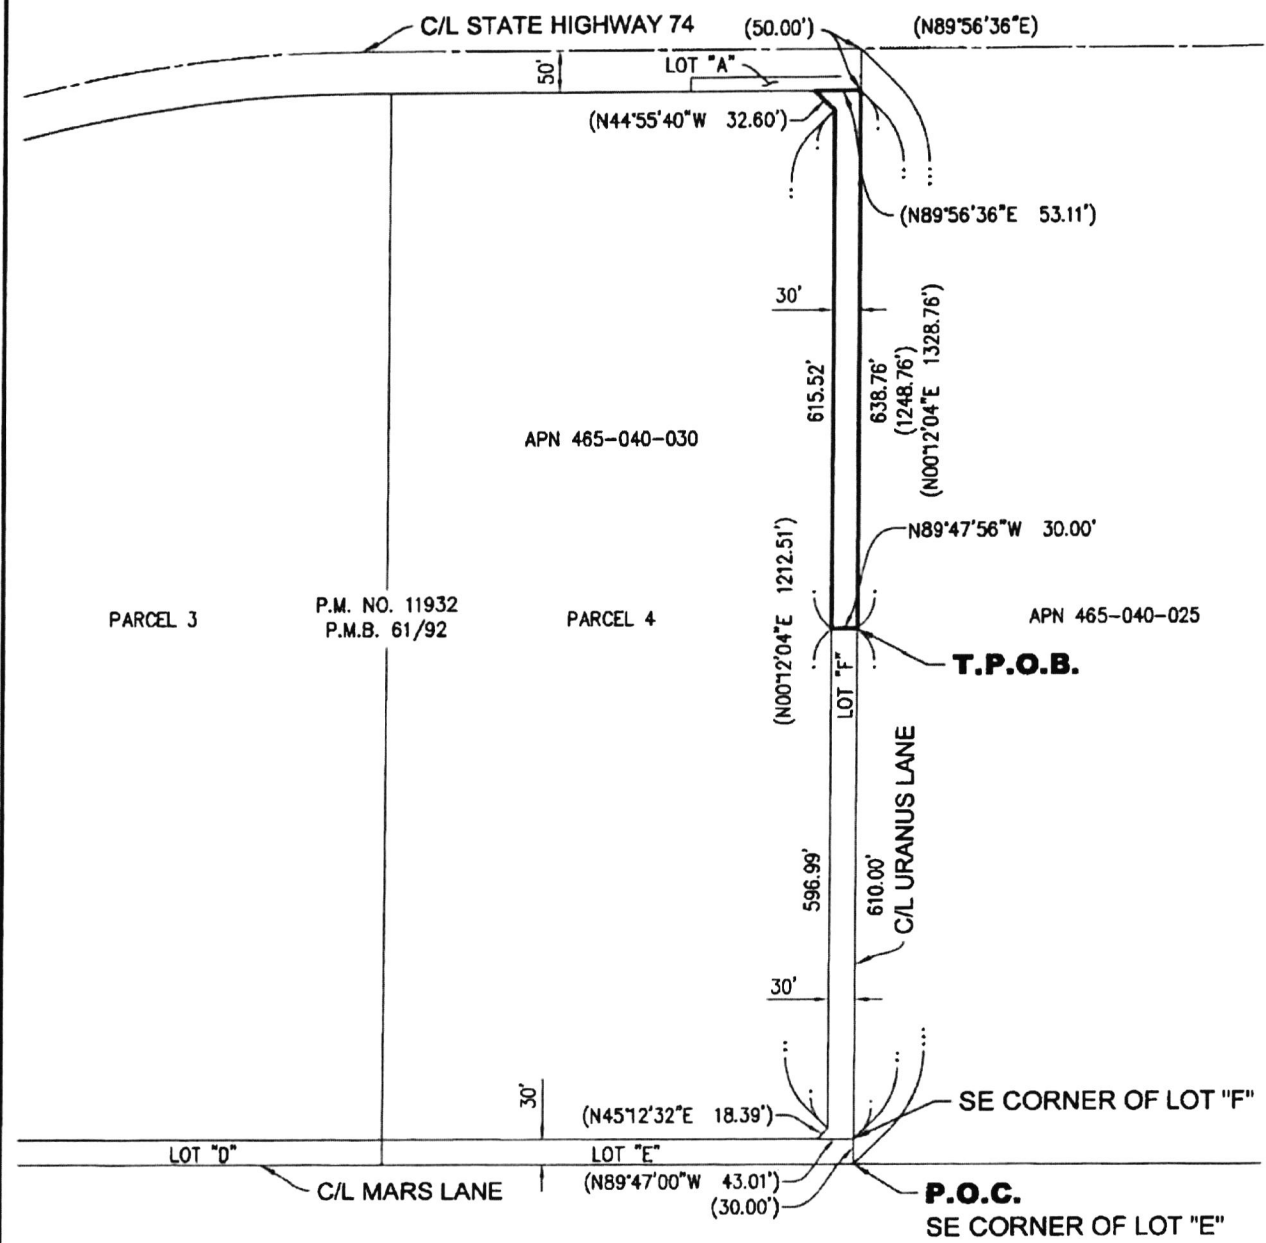 C/L STATE HIGHWAY 74
(50.00')
(N89°56'36"E)
50'
LOT "A"
(N44°55'40"W 32.60')
(N89°56'36"E 53.11')
30'
615.52'
638.76'
(1248.76')
(N00°12'04"E 1328.76')
APN 465-040-030
N89°47'56"W 30.00'
(N00°12'04"E 1212.51')
PARCEL 3
P.M. NO. 11932
P.M.B. 61/92
PARCEL 4
APN 465-040-025
T.P.O.B.
LOT "F"
C/L URANUS LANE
596.99'
610.00'
30'
30'
(N45°12'32"E 18.39')
SE CORNER OF LOT "F"
LOT "D"
LOT "E"
C/L MARS LANE
(N89°47'00"W 43.01')
(30.00')
P.O.C.
SE CORNER OF LOT "E"